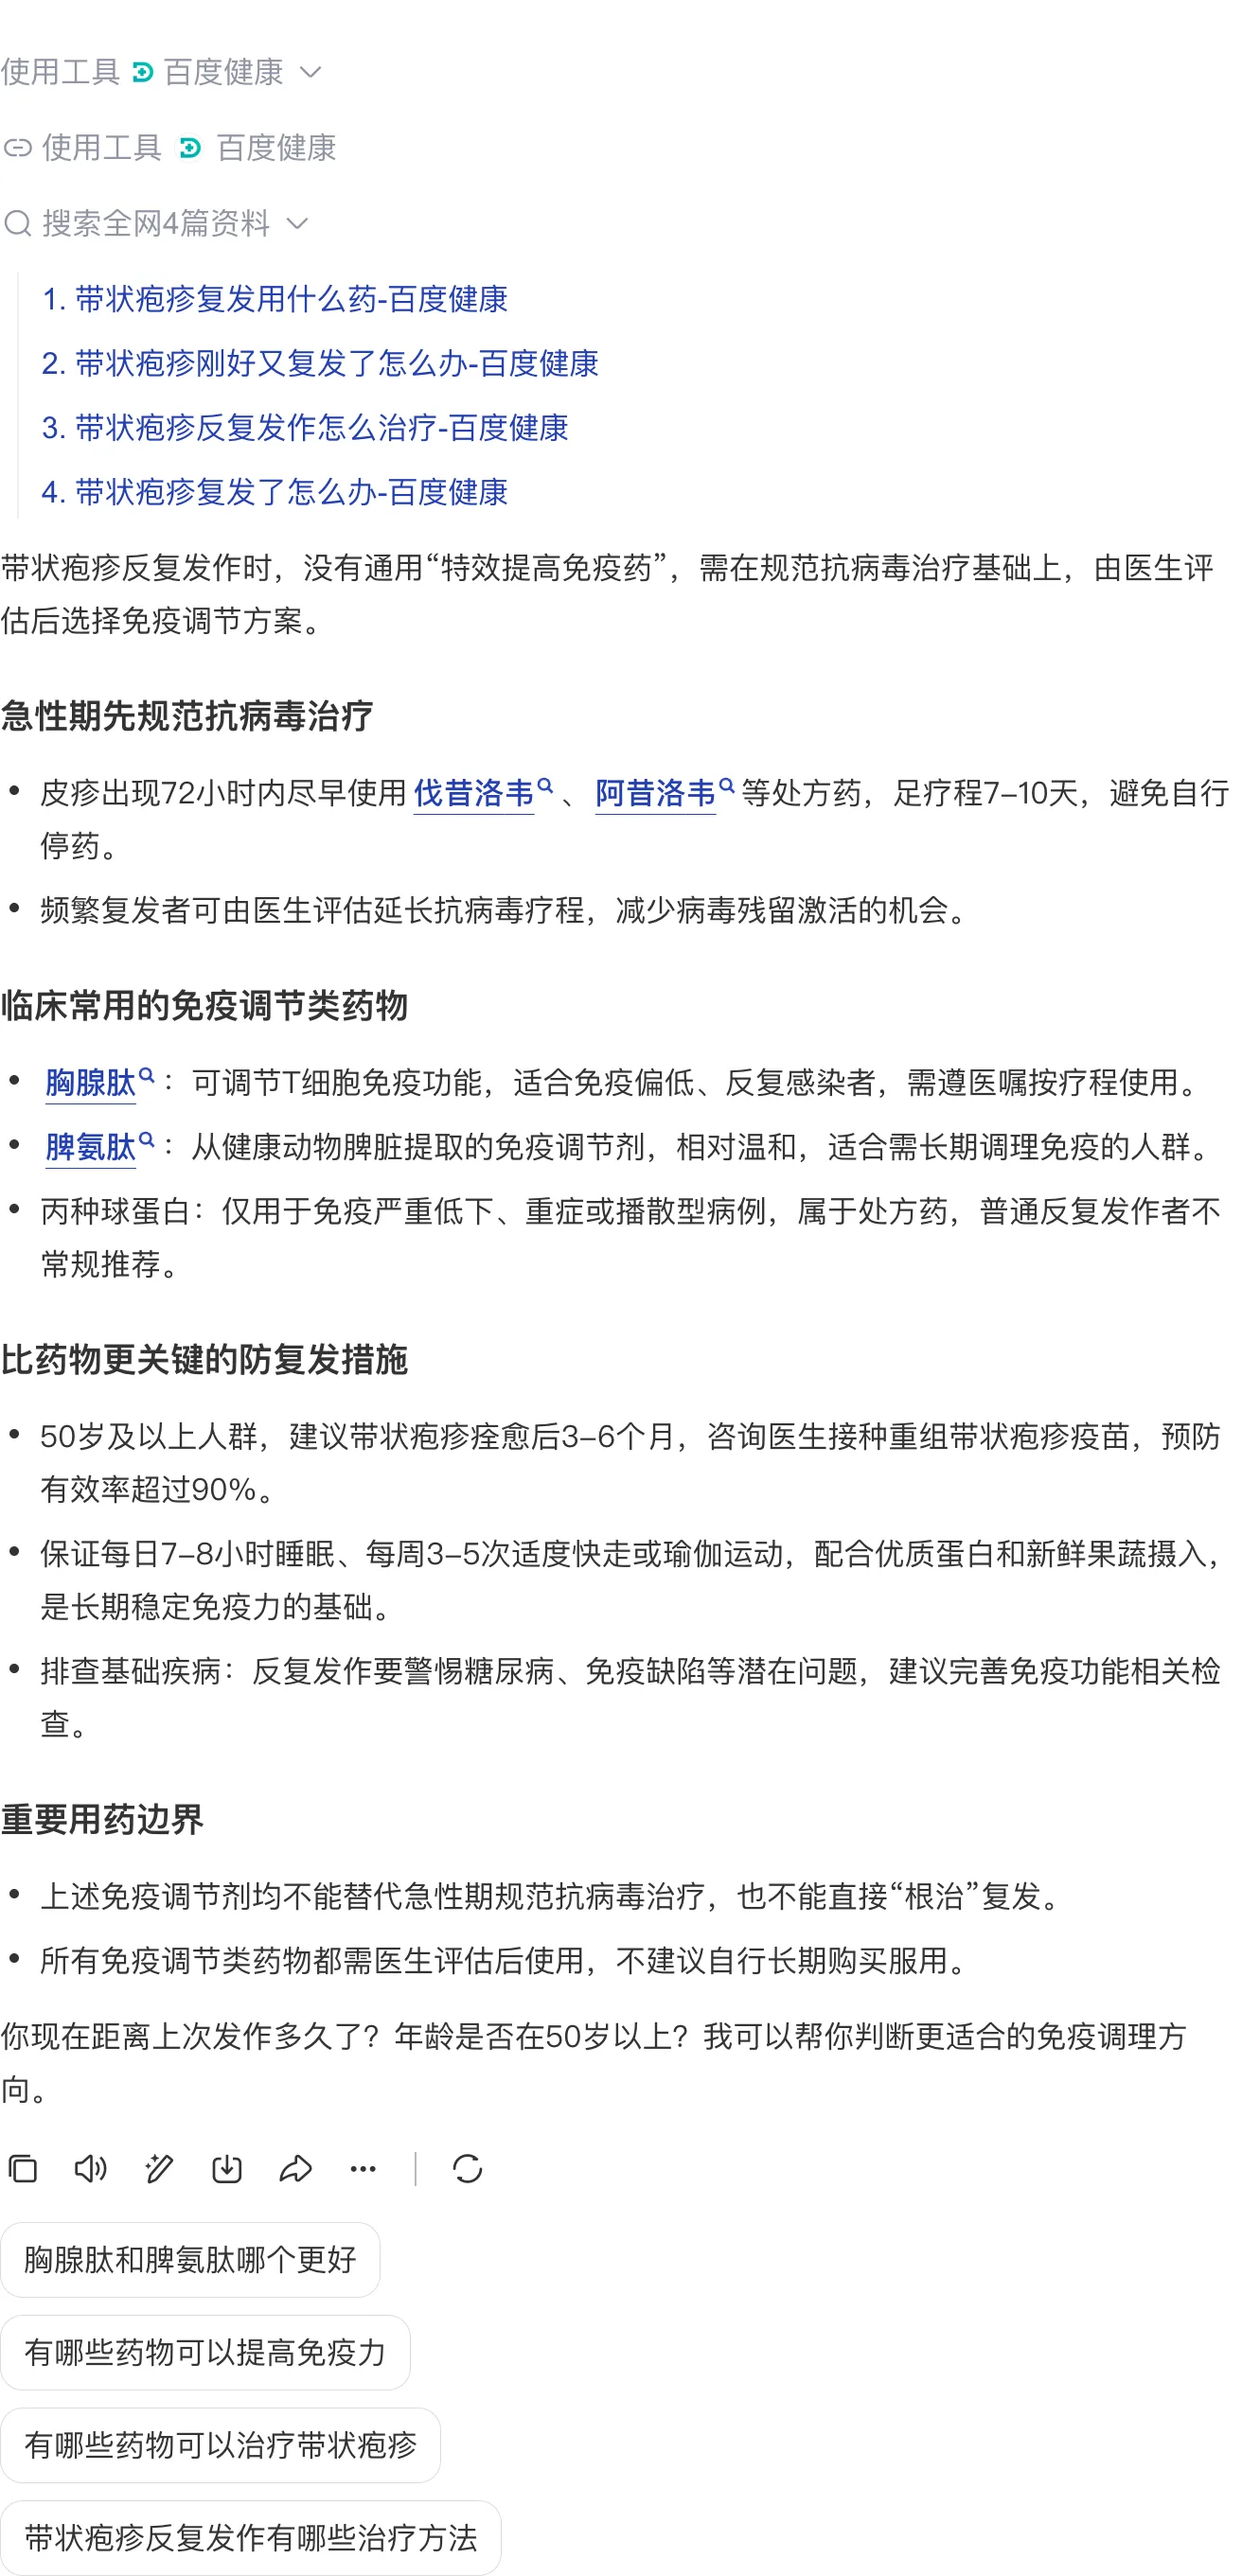 使用工具 百度健康
使用工具 百度健康
搜索全网4篇资料
1. 带状疱疹复发用什么药-百度健康
2. 带状疱疹刚好又复发了怎么办-百度健康
3. 带状疱疹反复发作怎么治疗-百度健康
4. 带状疱疹复发了怎么办-百度健康
带状疱疹反复发作时，没有通用“特效提高免疫药”，需在规范抗病毒治疗基础上，由医生评
估后选择免疫调节方案。
急性期先规范抗病毒治疗
• 皮疹出现72小时内尽早使用 伐昔洛韦 、 阿昔洛韦 等处方药，足疗程7–10天，避免自行
停药。
• 频繁复发者可由医生评估延长抗病毒疗程，减少病毒残留激活的机会。
临床常用的免疫调节类药物
• 胸腺肽 ：可调节T细胞免疫功能，适合免疫偏低、反复感染者，需遵医嘱按疗程使用。
• 脾氨肽 ：从健康动物脾脏提取的免疫调节剂，相对温和，适合需长期调理免疫的人群。
• 丙种球蛋白：仅用于免疫严重低下、重症或播散型病例，属于处方药，普通反复发作者不
常规推荐。
比药物更关键的防复发措施
• 50岁及以上人群，建议带状疱疹痊愈后3–6个月，咨询医生接种重组带状疱疹疫苗，预防
有效率超过90%。
• 保证每日7–8小时睡眠、每周3–5次适度快走或瑜伽运动，配合优质蛋白和新鲜果蔬摄入，
是长期稳定免疫力的基础。
• 排查基础疾病：反复发作要警惕糖尿病、免疫缺陷等潜在问题，建议完善免疫功能相关检
查。
重要用药边界
• 上述免疫调节剂均不能替代急性期规范抗病毒治疗，也不能直接“根治”复发。
• 所有免疫调节类药物都需医生评估后使用，不建议自行长期购买服用。
你现在距离上次发作多久了？年龄是否在50岁以上？我可以帮你判断更适合的免疫调理方
向。
胸腺肽和脾氨肽哪个更好
有哪些药物可以提高免疫力
有哪些药物可以治疗带状疱疹
带状疱疹反复发作有哪些治疗方法